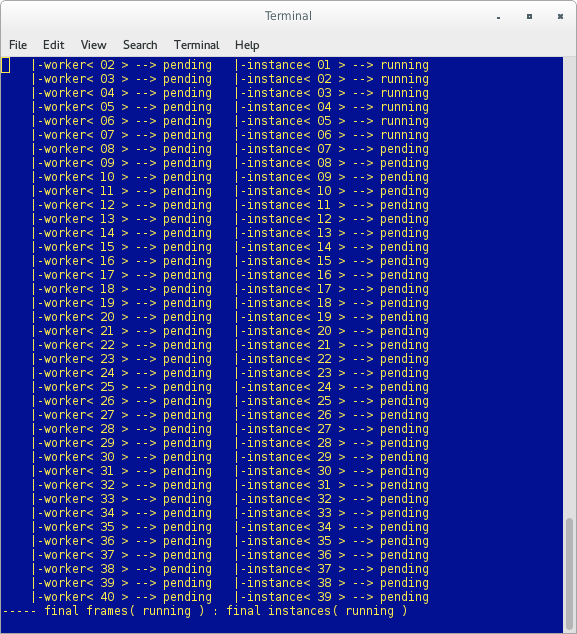 Terminal
File Edit View Search Terminal Help
|-worker< 02 > --> pending |-instance< 01 > --> running
|-worker< 03 > --> pending |-instance< 02 > --> running
|-worker< 04 > --> pending |-instance< 03 > --> running
|-worker< 05 > --> pending |-instance< 04 > --> running
|-worker< 06 > --> pending |-instance< 05 > --> running
|-worker< 07 > --> pending |-instance< 06 > --> running
|-worker< 08 > --> pending |-instance< 07 > --> pending
|-worker< 09 > --> pending |-instance< 08 > --> pending
|-worker< 10 > --> pending |-instance< 09 > --> pending
|-worker< 11 > --> pending |-instance< 10 > --> pending
|-worker< 12 > --> pending |-instance< 11 > --> pending
|-worker< 13 > --> pending |-instance< 12 > --> pending
|-worker< 14 > --> pending |-instance< 13 > --> pending
|-worker< 15 > --> pending |-instance< 14 > --> pending
|-worker< 16 > --> pending |-instance< 15 > --> pending
|-worker< 17 > --> pending |-instance< 16 > --> pending
|-worker< 18 > --> pending |-instance< 17 > --> pending
|-worker< 19 > --> pending |-instance< 18 > --> pending
|-worker< 20 > --> pending |-instance< 19 > --> pending
|-worker< 21 > --> pending |-instance< 20 > --> pending
|-worker< 22 > --> pending |-instance< 21 > --> pending
|-worker< 23 > --> pending |-instance< 22 > --> pending
|-worker< 24 > --> pending |-instance< 23 > --> pending
|-worker< 25 > --> pending |-instance< 24 > --> pending
|-worker< 26 > --> pending |-instance< 25 > --> pending
|-worker< 27 > --> pending |-instance< 26 > --> pending
|-worker< 28 > --> pending |-instance< 27 > --> pending
|-worker< 29 > --> pending |-instance< 28 > --> pending
|-worker< 30 > --> pending |-instance< 29 > --> pending
|-worker< 31 > --> pending |-instance< 30 > --> pending
|-worker< 32 > --> pending |-instance< 31 > --> pending
|-worker< 33 > --> pending |-instance< 32 > --> pending
|-worker< 34 > --> pending |-instance< 33 > --> pending
|-worker< 35 > --> pending |-instance< 34 > --> pending
|-worker< 36 > --> pending |-instance< 35 > --> pending
|-worker< 37 > --> pending |-instance< 36 > --> pending
|-worker< 38 > --> pending |-instance< 37 > --> pending
|-worker< 39 > --> pending |-instance< 38 > --> pending
|-worker< 40 > --> pending |-instance< 39 > --> pending
----- final frames( running ) : final instances( running )